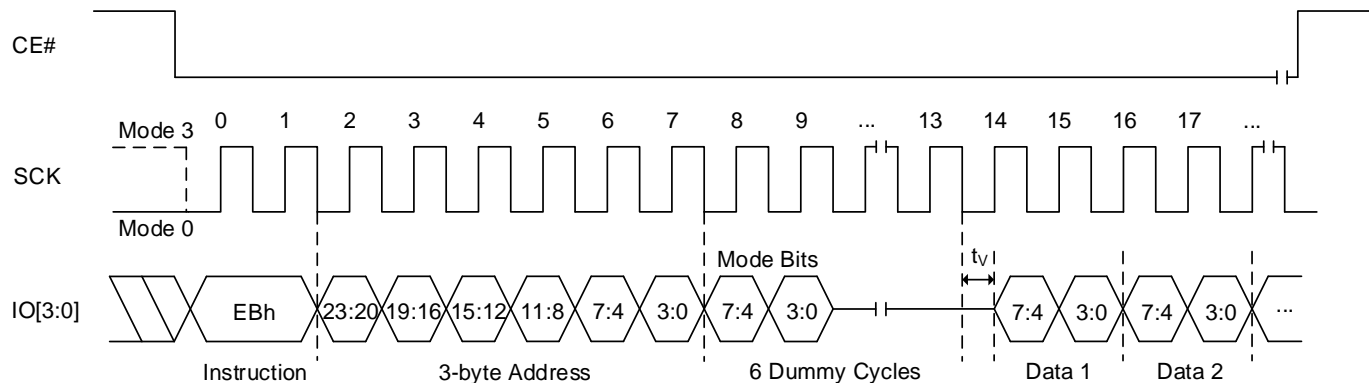 CE#
0 1 2 3 4 5 6 7 8 9 ... 13 14 15 16 17 ...
Mode 3
SCK
Mode 0
Mode Bits tV
IO[3:0] EBh 23:20 19:16 15:12 11:8 7:4 3:0 7:4 3:0 7:4 3:0 7:4 3:0 ...
Instruction 3-byte Address 6 Dummy Cycles Data 1 Data 2